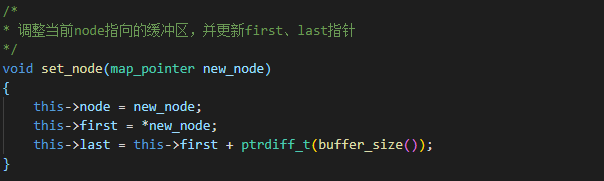 /*
* 调整当前node指向的缓冲区，并更新first、last指针
*/
void set_node(map_pointer new_node)
{
this->node = new_node;
this->first = *new_node;
this->last = this->first + ptrdiff_t(buffer_size());
}